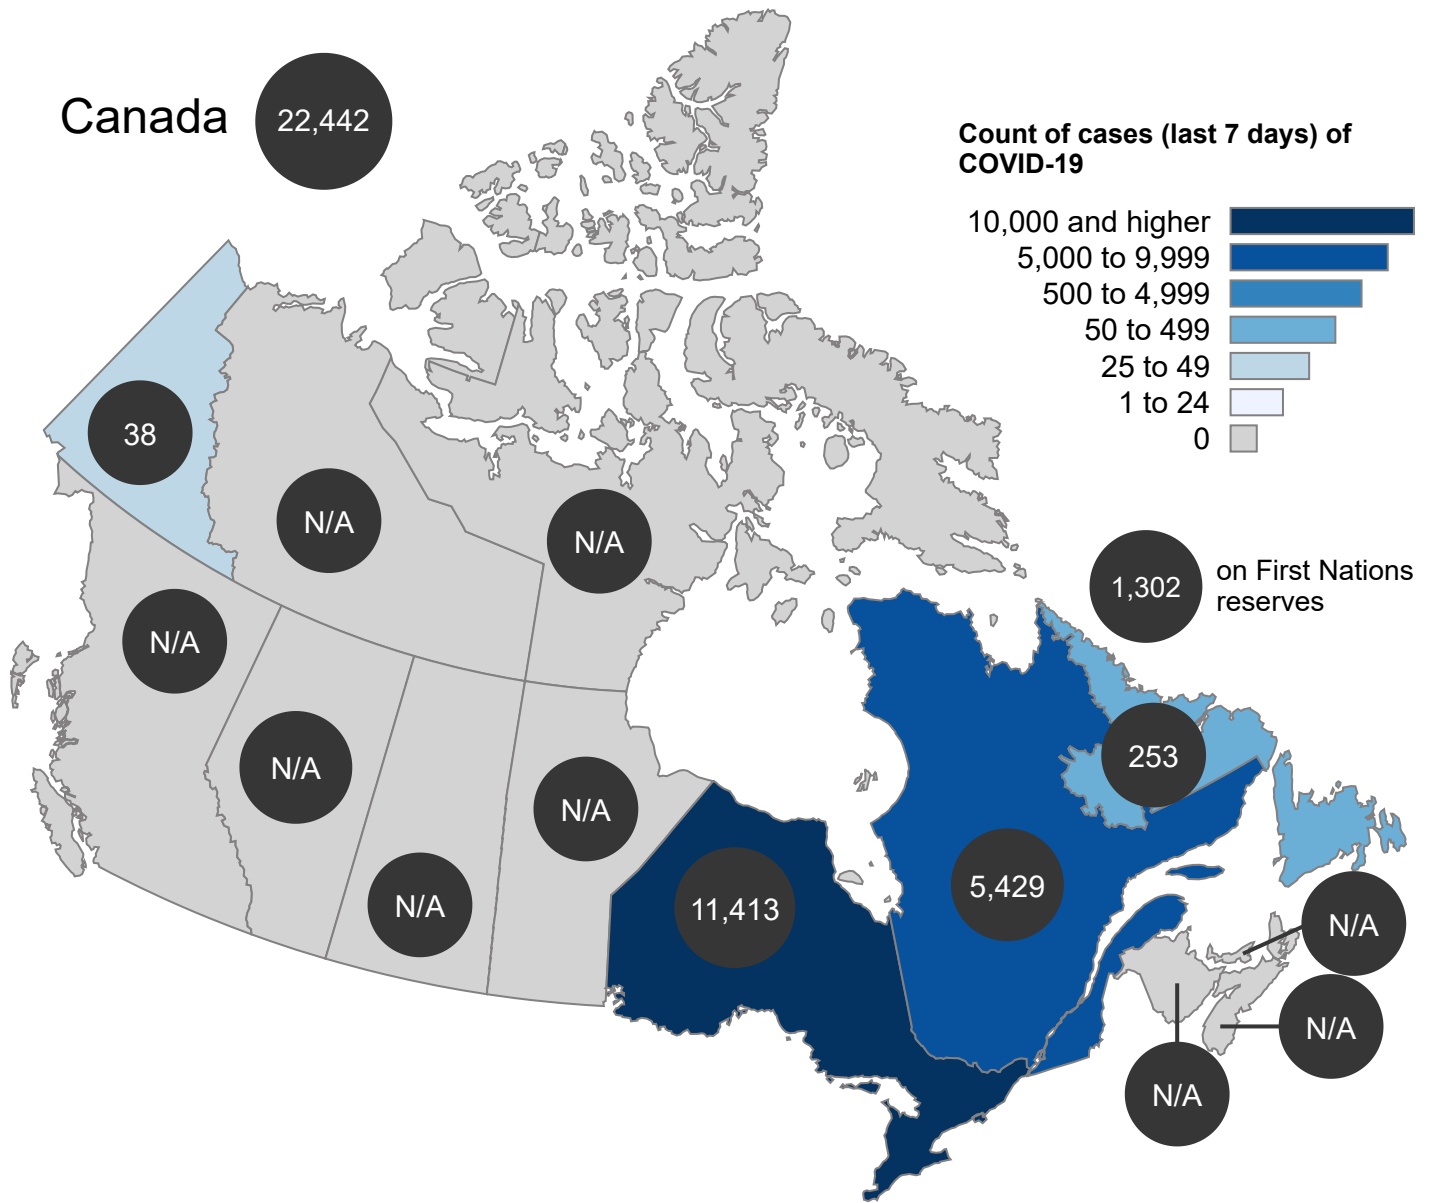 Canada
22,442
Count of cases (last 7 days) of
COVID-19
10,000 and higher
5,000 to 9,999
500 to 4,999
50 to 499
25 to 49
1 to 24
0
38
N/A
N/A
1,302
on First Nations
reserves
N/A
N/A
253
N/A
N/A
11,413
5,429
N/A
N/A
N/A